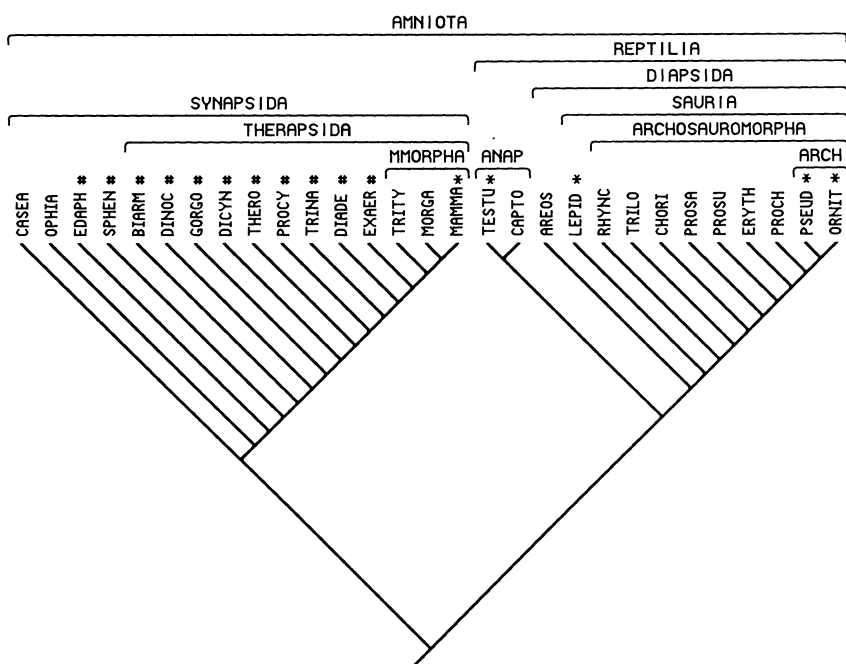 AMNIOTA
REPTILIA
DIAPSIDA
SYNAPSIDA
SAURIA
THERAPSIDA
ARCHOSAUROMORPHA
MMORPHA
ANAP
ARCH
CASEA
OPHIA
EDAPH #
SPHEN #
BIARM #
DINOC #
GORGO #
DICYN #
THERO #
PROCY #
TRINA #
DIADE #
EXAER #
TRITY
MORGA
MAMMA *
TESTU *
CAPTO
AREOS
LEPID *
RHYNC
TRILO
CHORI
PROSA
PROSU
ERYTH
PROCH
PSEUD *
ORNIT *